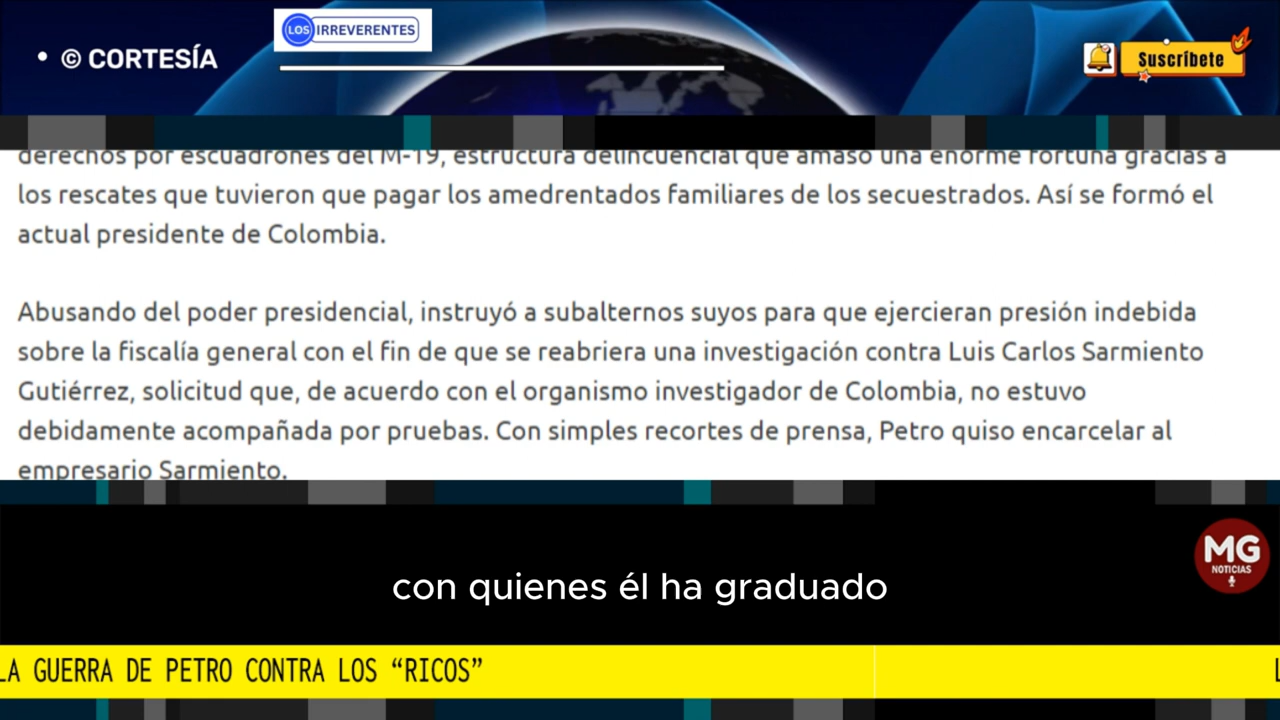 • © CORTESÍA
LOS IRREVERENTES
Suscríbete
derechos por escuadrones del M-19, estructura delincuencial que amasó una enorme fortuna gracias a
los rescates que tuvieron que pagar los amedrentados familiares de los secuestrados. Así se formó el
actual presidente de Colombia.
Abusando del poder presidencial, instruyó a subalternos suyos para que ejercieran presión indebida
sobre la fiscalía general con el fin de que se reabriera una investigación contra Luis Carlos Sarmiento
Gutiérrez, solicitud que, de acuerdo con el organismo investigador de Colombia, no estuvo
debidamente acompañada por pruebas. Con simples recortes de prensa, Petro quiso encarcelar al
empresario Sarmiento.
MG
NOTICIAS
con quienes él ha graduado
LA GUERRA DE PETRO CONTRA LOS “RICOS”
L